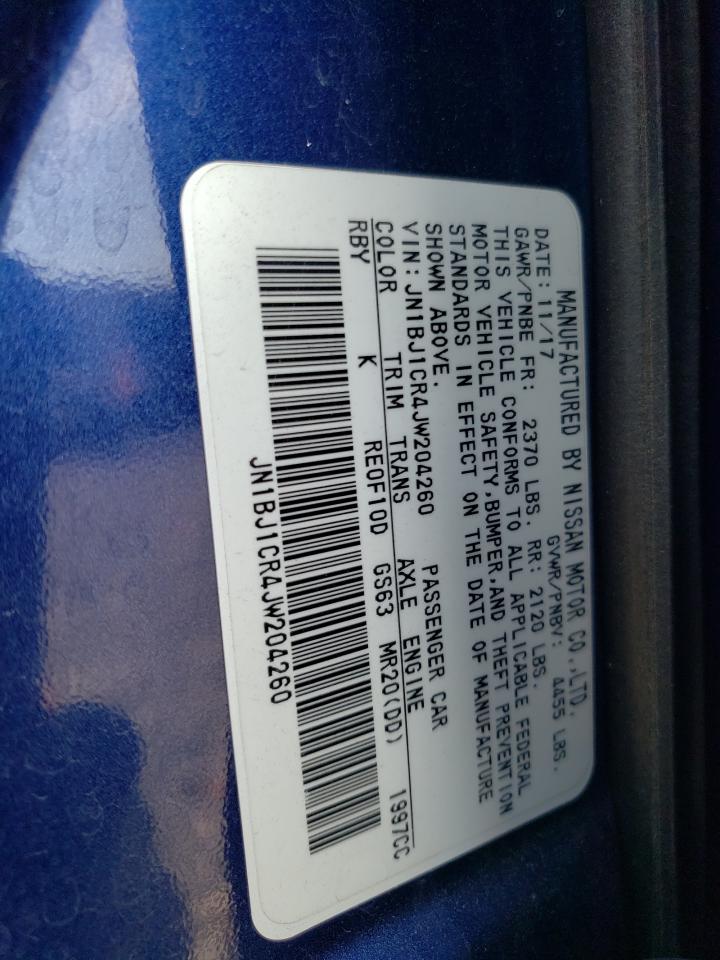 MANUFACTURED BY NISSAN MOTOR CO.,LTD.
DATE: 11/17 GVWR/PNBV: 4455 LBS.
GAWR/PNBE FR: 2370 LBS. RR: 2120 LBS.
THIS VEHICLE CONFORMS TO ALL APPLICABLE FEDERAL
MOTOR VEHICLE SAFETY,BUMPER,AND THEFT PREVENTION
STANDARDS IN EFFECT ON THE DATE OF MANUFACTURE
SHOWN ABOVE.
VIN: JN1BJ1CR4JW204260 PASSENGER CAR
COLOR TRIM TRANS AXLE ENGINE
RBY K RE0F10D GS63 MR20(DD) 1997CC
JN1BJ1CR4JW204260